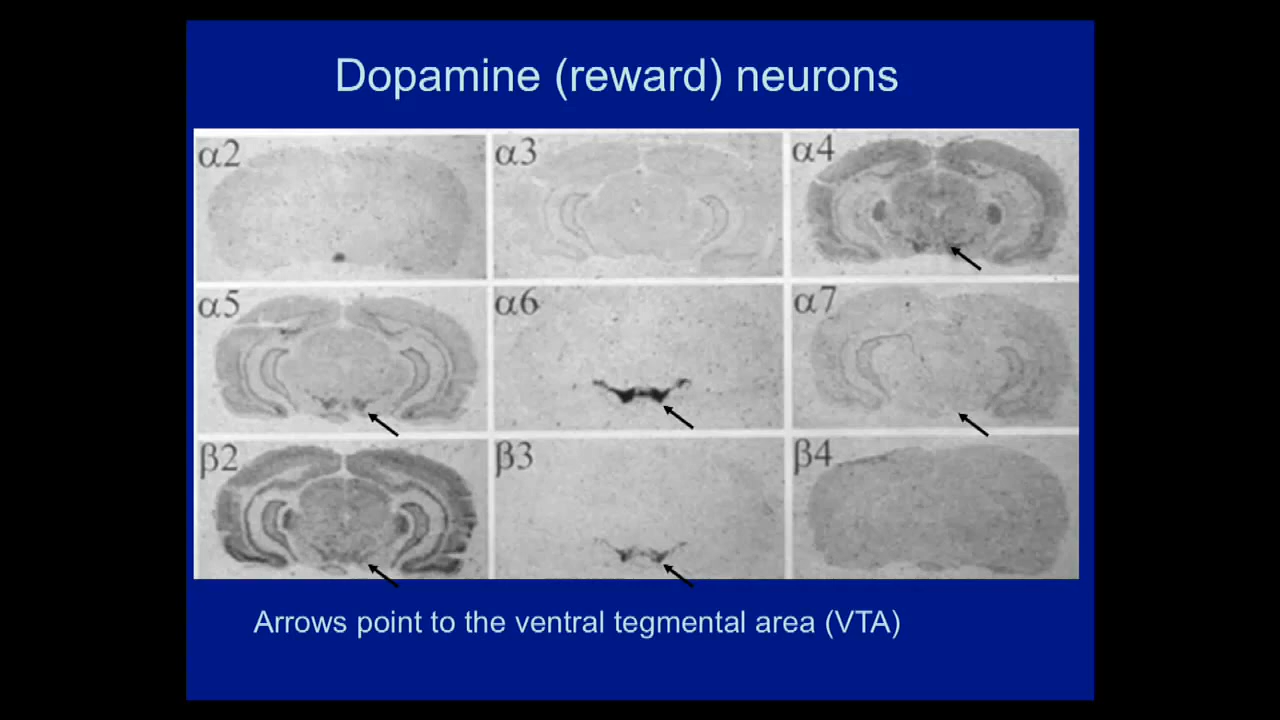 Dopamine (reward) neurons
α2
α3
α4
α5
α6
α7
β2
β3
β4
Arrows point to the ventral tegmental area (VTA)